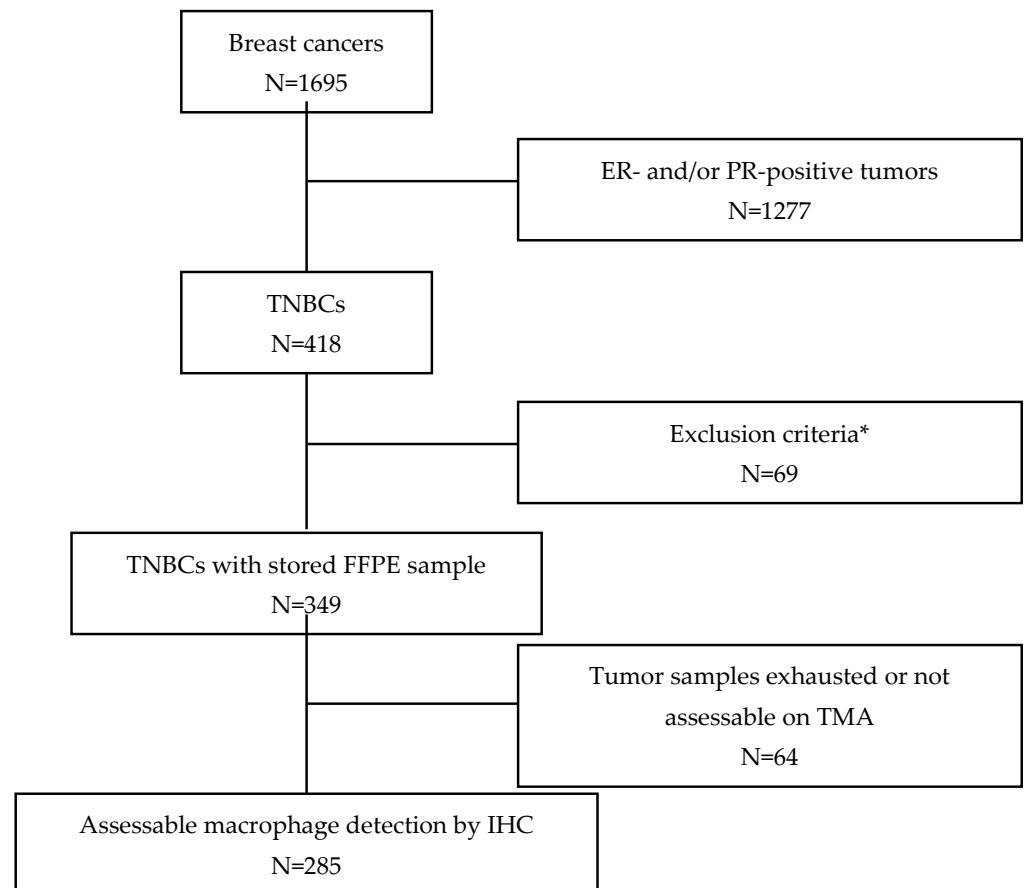 Breast cancers
N=1695
ER- and/or PR-positive tumors
N=1277
TNBCs
N=418
Exclusion criteria*
N=69
TNBCs with stored FFPE sample
N=349
Tumor samples exhausted or not
assessable on TMA
N=64
Assessable macrophage detection by IHC
N=285